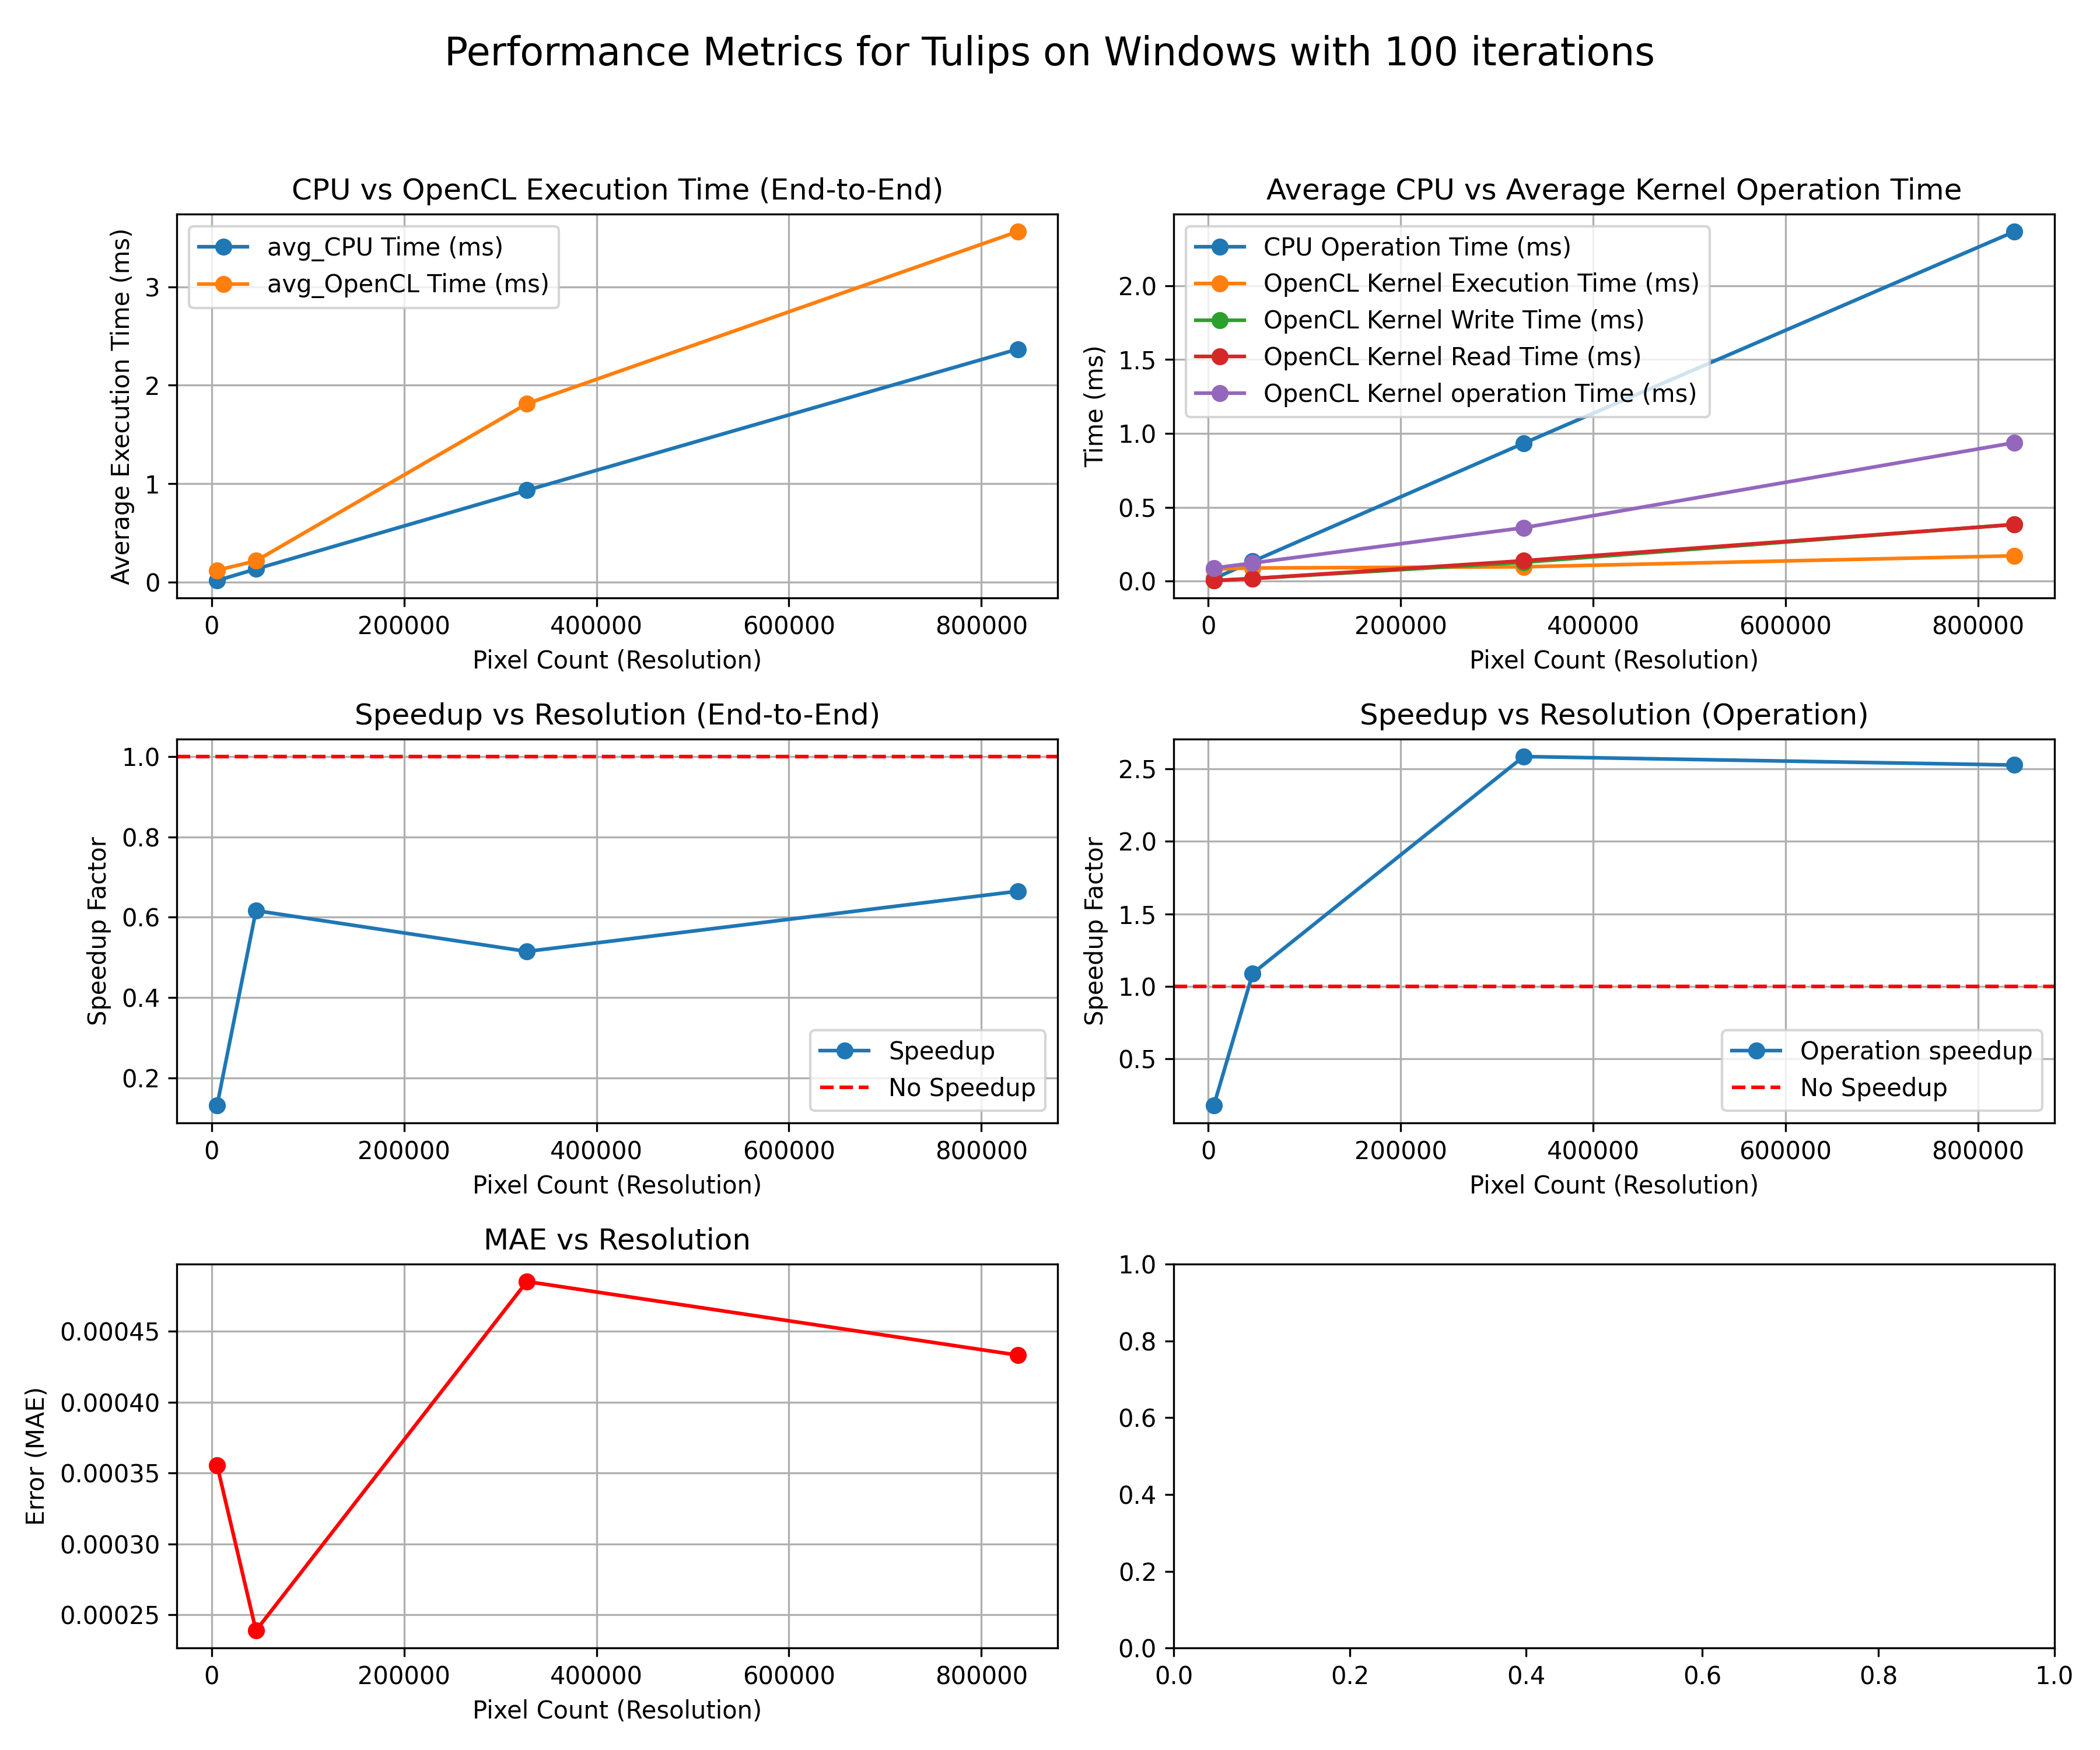 Performance Metrics for Tulips on Windows with 100 iterations
CPU vs OpenCL Execution Time (End-to-End)
avg_CPU Time (ms)
avg_OpenCL Time (ms)
Average Execution Time (ms)
3
2
1
0
0 200000 400000 600000 800000
Pixel Count (Resolution)
Average CPU vs Average Kernel Operation Time
CPU Operation Time (ms)
OpenCL Kernel Execution Time (ms)
OpenCL Kernel Write Time (ms)
OpenCL Kernel Read Time (ms)
OpenCL Kernel operation Time (ms)
Time (ms)
2.0
1.5
1.0
0.5
0.0
0 200000 400000 600000 800000
Pixel Count (Resolution)
Speedup vs Resolution (End-to-End)
Speedup Factor
1.0
0.8
0.6
0.4
0.2
Speedup
No Speedup
0 200000 400000 600000 800000
Pixel Count (Resolution)
Speedup vs Resolution (Operation)
Speedup Factor
2.5
2.0
1.5
1.0
0.5
Operation speedup
No Speedup
0 200000 400000 600000 800000
Pixel Count (Resolution)
MAE vs Resolution
Error (MAE)
0.00045
0.00040
0.00035
0.00030
0.00025
0 200000 400000 600000 800000
Pixel Count (Resolution)
1.0
0.8
0.6
0.4
0.2
0.0
0.0 0.2 0.4 0.6 0.8 1.0